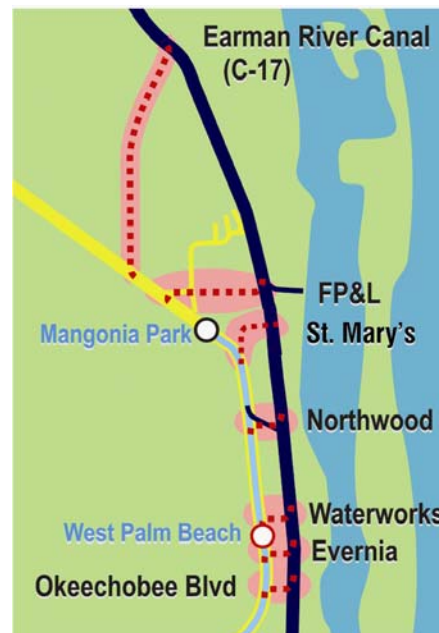 Earman River Canal
(C-17)
FP&L
Mangonia Park
St. Mary's
Northwood
Waterworks
West Palm Beach
Evernia
Okeechobee Blvd